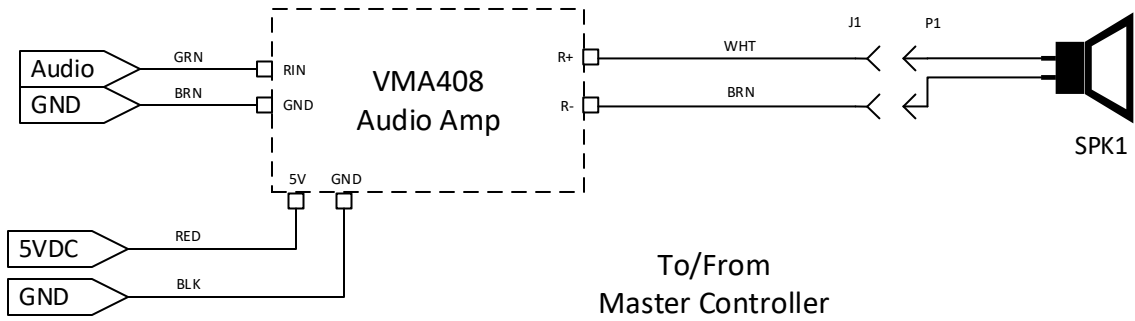 J1
P1
GRN
WHT
Audio
RIN
R+
VMA408
Audio Amp
BRN
GND
GND
R-
BRN
SPK1
5V
GND
RED
5VDC
To/From
Master Controller
BLK
GND